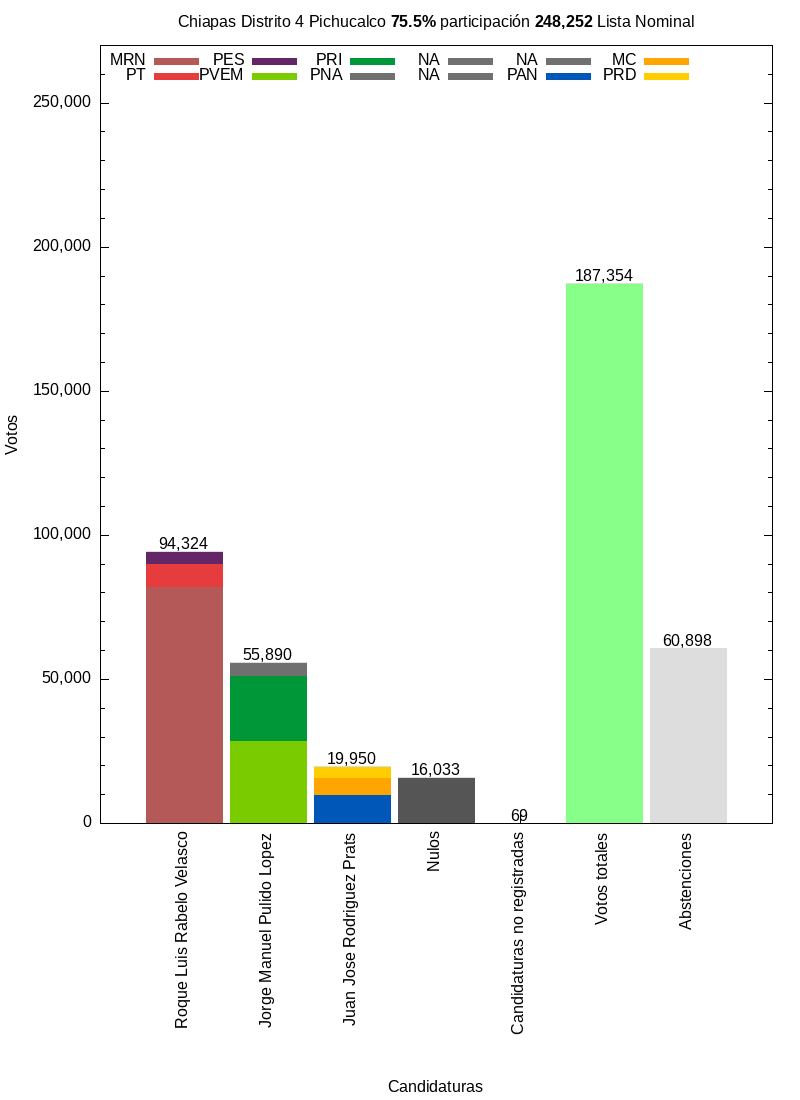 Chiapas Distrito 4 Pichucalco 75.5% participación 248,252 Lista Nominal
MRN PES PRI NA NA MC
PT PVEM PNA NA PAN PRD
250,000
200,000
150,000
100,000
50,000
0
Votos
94,324
55,890
19,950
16,033
69
187,354
60,898
Roque Luis Rabelo Velasco
Jorge Manuel Pulido Lopez
Juan Jose Rodriguez Prats
Nulos
Candidaturas no registradas
Votos totales
Abstenciones
Candidaturas